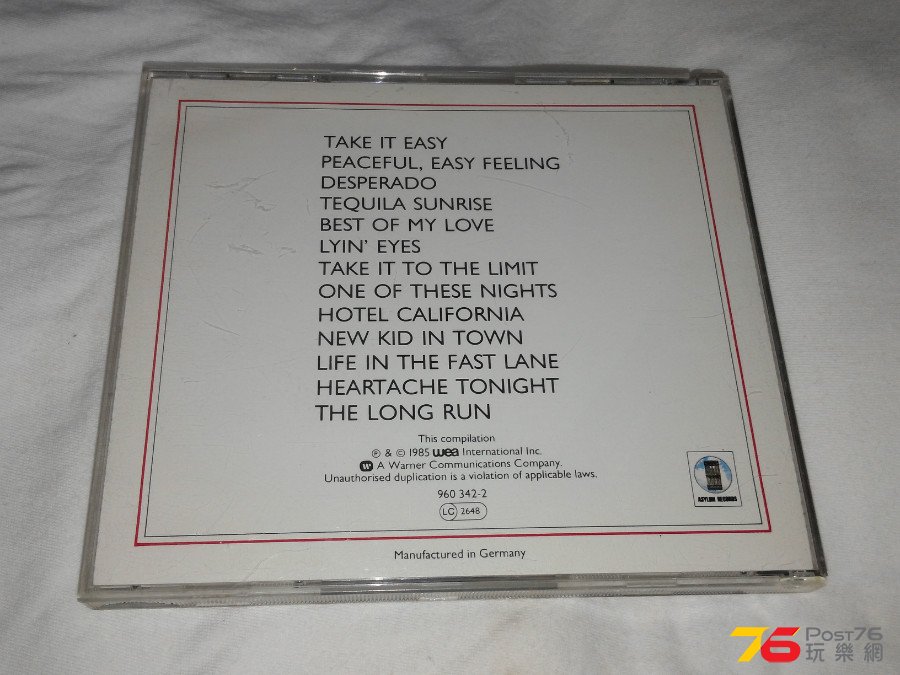 TAKE IT EASY
PEACEFUL, EASY FEELING
DESPERADO
TEQUILA SUNRISE
BEST OF MY LOVE
LYIN' EYES
TAKE IT TO THE LIMIT
ONE OF THESE NIGHTS
HOTEL CALIFORNIA
NEW KID IN TOWN
LIFE IN THE FAST LANE
HEARTACHE TONIGHT
THE LONG RUN
This compilation
℗ & © 1985 wea International Inc.
W A Warner Communications Company.
Unauthorised duplication is a violation of applicable laws.
960 342-2
LC 2648
ASYLUM RECORDS
Manufactured in Germany
76 Post76
玩樂網